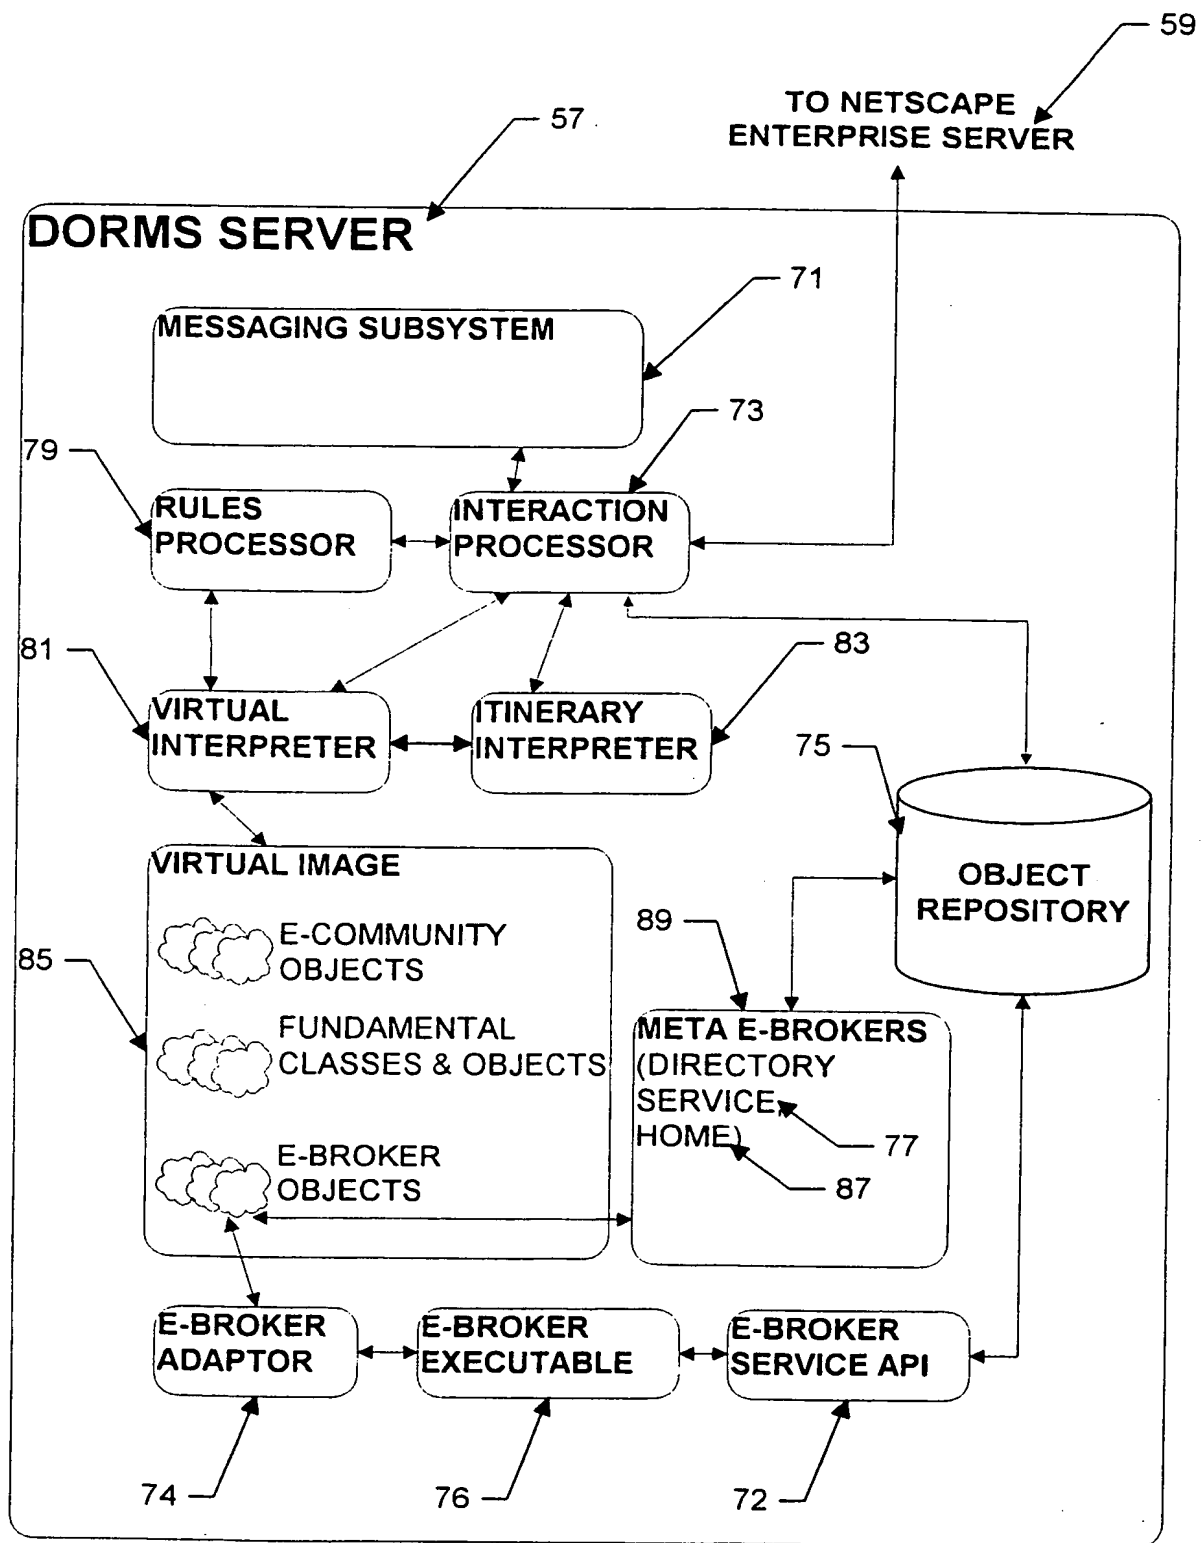 59
TO NETSCAPE
ENTERPRISE SERVER
57
DORMS SERVER
71
MESSAGING SUBSYSTEM
73
79
RULES
PROCESSOR
INTERACTION
PROCESSOR
81
83
VIRTUAL
INTERPRETER
ITINERARY
INTERPRETER
75
OBJECT
REPOSITORY
VIRTUAL IMAGE
E-COMMUNITY
OBJECTS
85
FUNDAMENTAL
CLASSES & OBJECTS
E-BROKER
OBJECTS
89
META E-BROKERS
(DIRECTORY
SERVICE,
HOME)
77
87
E-BROKER
ADAPTOR
E-BROKER
EXECUTABLE
E-BROKER
SERVICE API
74
76
72